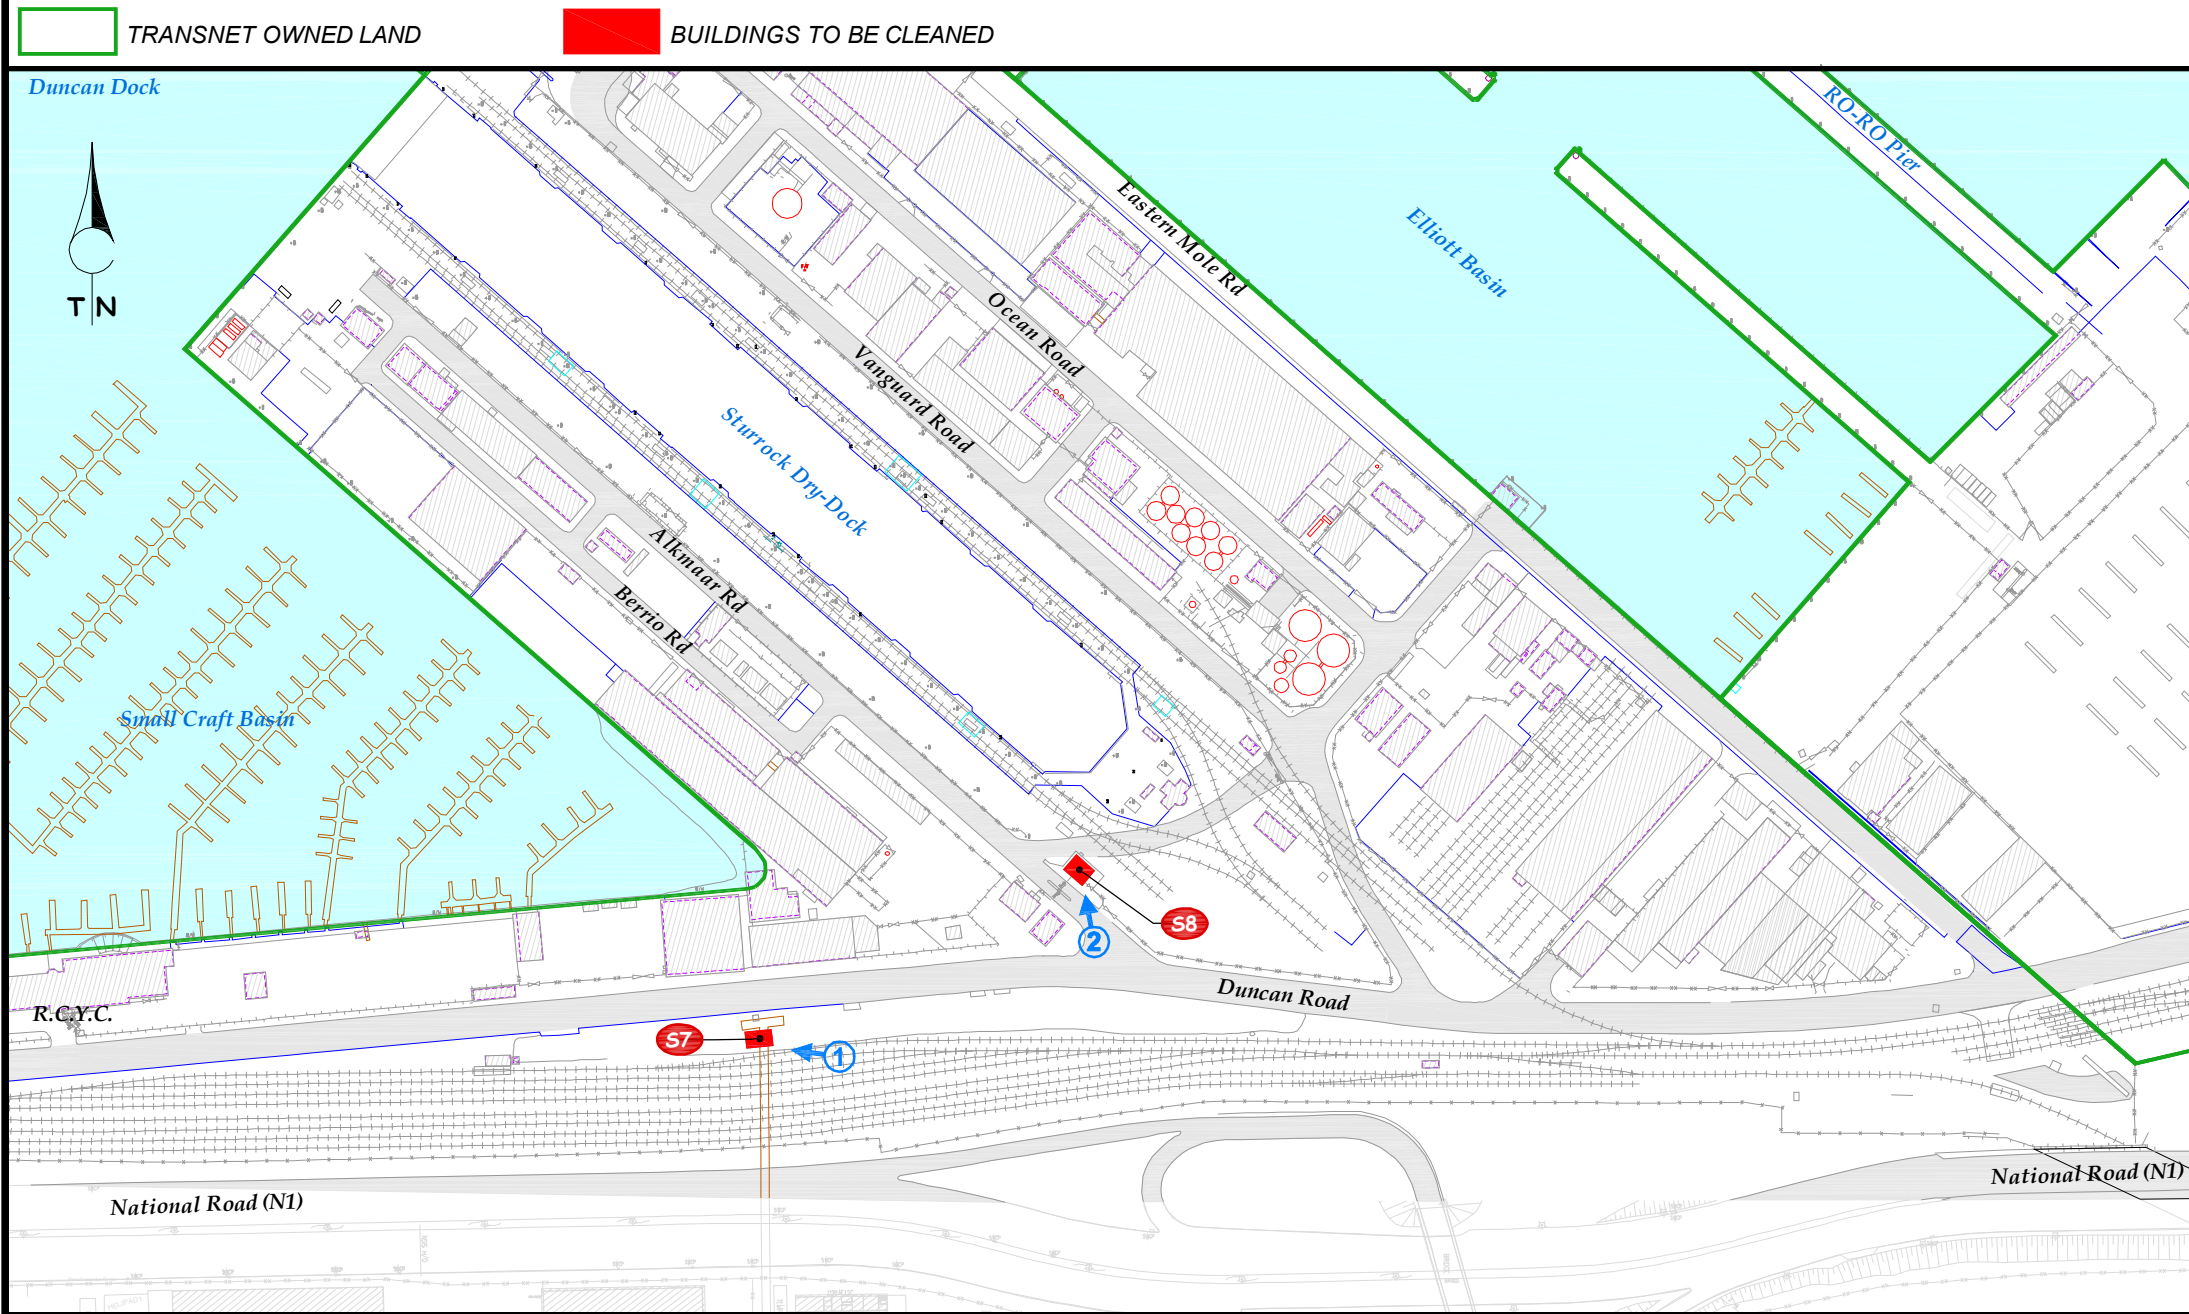 TRANSNET OWNED LAND
BUILDINGS TO BE CLEANED
Duncan Dock
RO-RO Pier
Eastern Mole Rd
Elliott Basin
T N
Ocean Road
Vanguard Road
Sturrock Dry-Dock
Alkmaar Rd
Berrio Rd
Small Craft Basin
S8
2
Duncan Road
R.C.Y.C.
S7
1
National Road (N1)
National Road (N1)